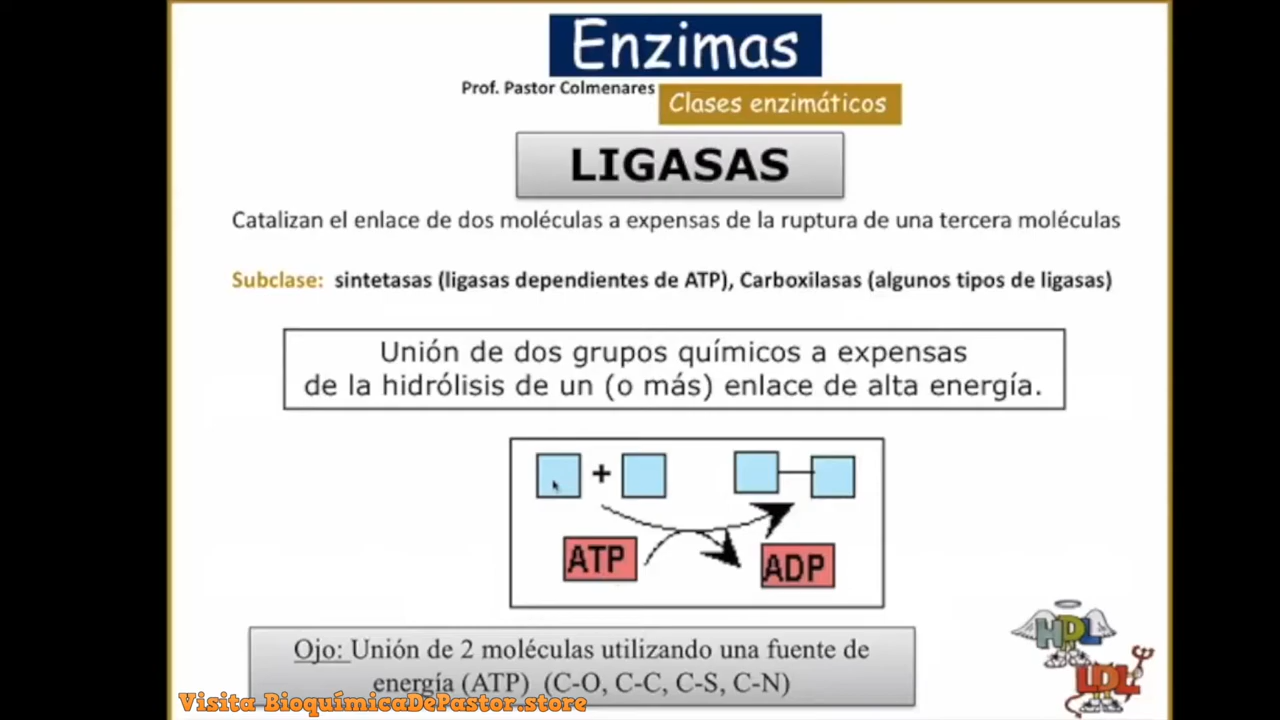 Enzimas
Prof. Pastor Colmenares
Clases enzimáticos
LIGASAS
Catalizan el enlace de dos moléculas a expensas de la ruptura de una tercera moléculas
Subclase: sintetasas (ligasas dependientes de ATP), Carboxilasas (algunos tipos de ligasas)
Unión de dos grupos químicos a expensas
de la hidrólisis de un (o más) enlace de alta energía.
+
ATP
ADP
Ojo: Unión de 2 moléculas utilizando una fuente de
energía (ATP) (C-O, C-C, C-S, C-N)
HDL
LDL
Visita BioquímicaDePastor.store